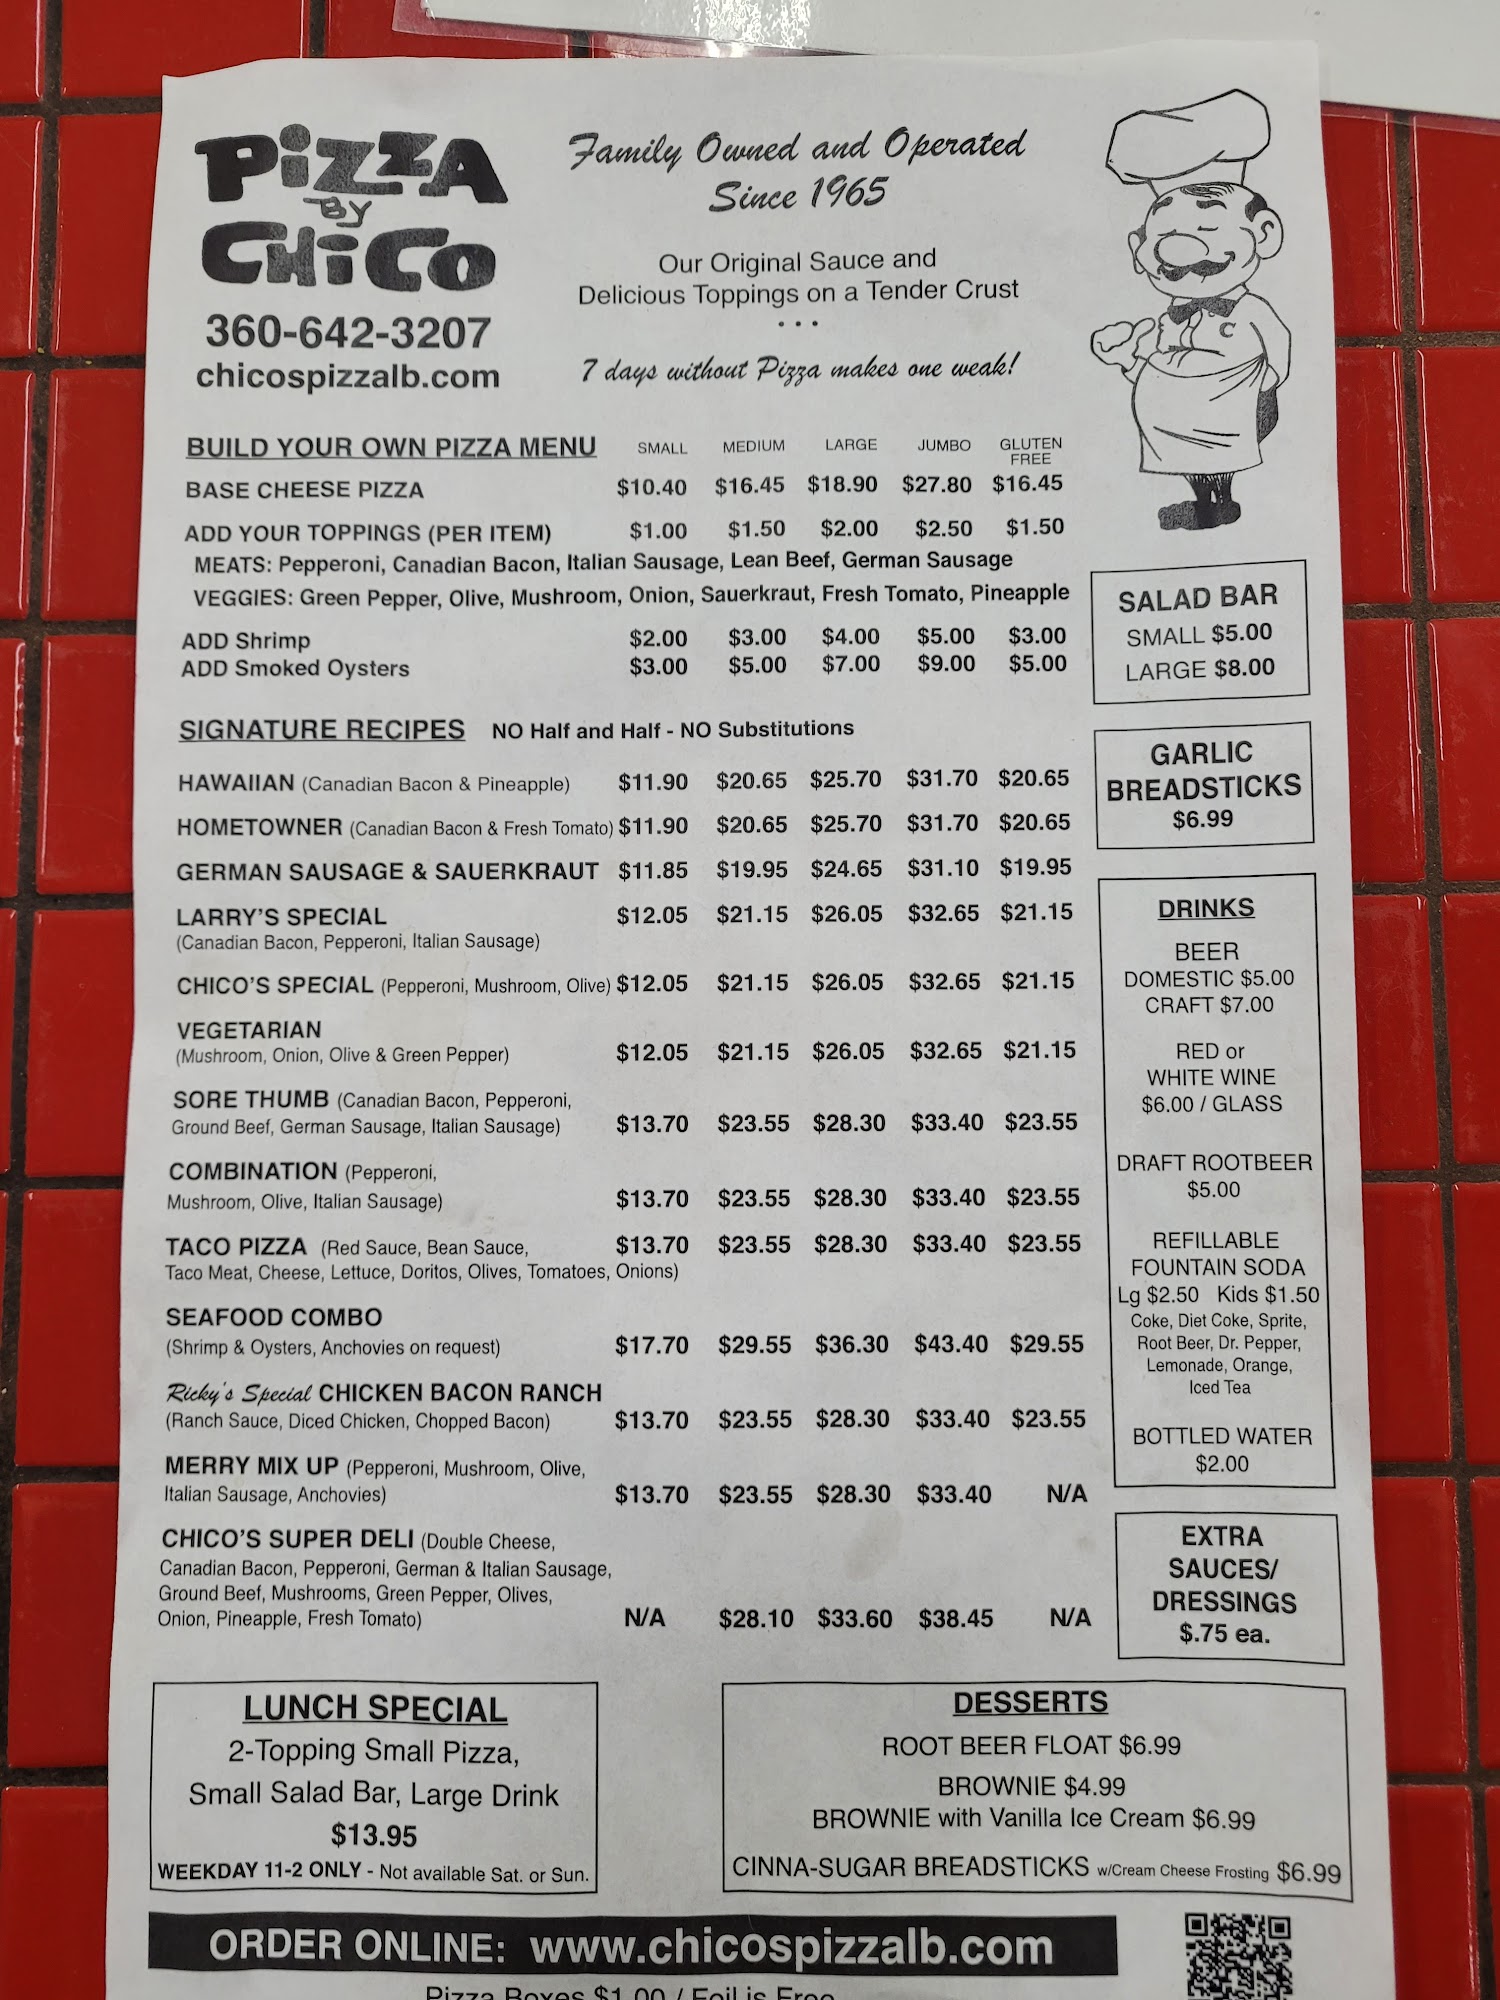 PIZZA
BY
CHICO
360-642-3207
chicospizzalb.com
Family Owned and Operated
Since 1965
Our Original Sauce and
Delicious Toppings on a Tender Crust
• • •
7 days without Pizza makes one weak!
C
BUILD YOUR OWN PIZZA MENU SMALL MEDIUM LARGE JUMBO GLUTEN FREE
BASE CHEESE PIZZA $10.40 $16.45 $18.90 $27.80 $16.45
ADD YOUR TOPPINGS (PER ITEM) $1.00 $1.50 $2.00 $2.50 $1.50
MEATS: Pepperoni, Canadian Bacon, Italian Sausage, Lean Beef, German Sausage
VEGGIES: Green Pepper, Olive, Mushroom, Onion, Sauerkraut, Fresh Tomato, Pineapple
ADD Shrimp $2.00 $3.00 $4.00 $5.00 $3.00
ADD Smoked Oysters $3.00 $5.00 $7.00 $9.00 $5.00
SIGNATURE RECIPES NO Half and Half - NO Substitutions
HAWAIIAN (Canadian Bacon & Pineapple) $11.90 $20.65 $25.70 $31.70 $20.65
HOMETOWNER (Canadian Bacon & Fresh Tomato) $11.90 $20.65 $25.70 $31.70 $20.65
GERMAN SAUSAGE & SAUERKRAUT $11.85 $19.95 $24.65 $31.10 $19.95
LARRY'S SPECIAL $12.05 $21.15 $26.05 $32.65 $21.15
(Canadian Bacon, Pepperoni, Italian Sausage)
CHICO'S SPECIAL (Pepperoni, Mushroom, Olive) $12.05 $21.15 $26.05 $32.65 $21.15
VEGETARIAN
(Mushroom, Onion, Olive & Green Pepper) $12.05 $21.15 $26.05 $32.65 $21.15
SORE THUMB (Canadian Bacon, Pepperoni,
Ground Beef, German Sausage, Italian Sausage) $13.70 $23.55 $28.30 $33.40 $23.55
COMBINATION (Pepperoni,
Mushroom, Olive, Italian Sausage) $13.70 $23.55 $28.30 $33.40 $23.55
TACO PIZZA (Red Sauce, Bean Sauce, $13.70 $23.55 $28.30 $33.40 $23.55
Taco Meat, Cheese, Lettuce, Doritos, Olives, Tomatoes, Onions)
SEAFOOD COMBO
(Shrimp & Oysters, Anchovies on request) $17.70 $29.55 $36.30 $43.40 $29.55
Ricky's Special CHICKEN BACON RANCH
(Ranch Sauce, Diced Chicken, Chopped Bacon) $13.70 $23.55 $28.30 $33.40 $23.55
MERRY MIX UP (Pepperoni, Mushroom, Olive,
Italian Sausage, Anchovies) $13.70 $23.55 $28.30 $33.40 N/A
CHICO'S SUPER DELI (Double Cheese,
Canadian Bacon, Pepperoni, German & Italian Sausage,
Ground Beef, Mushrooms, Green Pepper, Olives,
Onion, Pineapple, Fresh Tomato) N/A $28.10 $33.60 $38.45 N/A
SALAD BAR
SMALL $5.00
LARGE $8.00
GARLIC
BREADSTICKS
$6.99
DRINKS
BEER
DOMESTIC $5.00
CRAFT $7.00
RED or
WHITE WINE
$6.00 / GLASS
DRAFT ROOTBEER
$5.00
REFILLABLE
FOUNTAIN SODA
Lg $2.50 Kids $1.50
Coke, Diet Coke, Sprite,
Root Beer, Dr. Pepper,
Lemonade, Orange,
Iced Tea
BOTTLED WATER
$2.00
EXTRA
SAUCES/
DRESSINGS
$.75 ea.
LUNCH SPECIAL
2-Topping Small Pizza,
Small Salad Bar, Large Drink
$13.95
WEEKDAY 11-2 ONLY - Not available Sat. or Sun.
DESSERTS
ROOT BEER FLOAT $6.99
BROWNIE $4.99
BROWNIE with Vanilla Ice Cream $6.99
CINNA-SUGAR BREADSTICKS w/Cream Cheese Frosting $6.99
ORDER ONLINE: www.chicospizzalb.com
Pizza Boxes $1.00 / Foil is Free